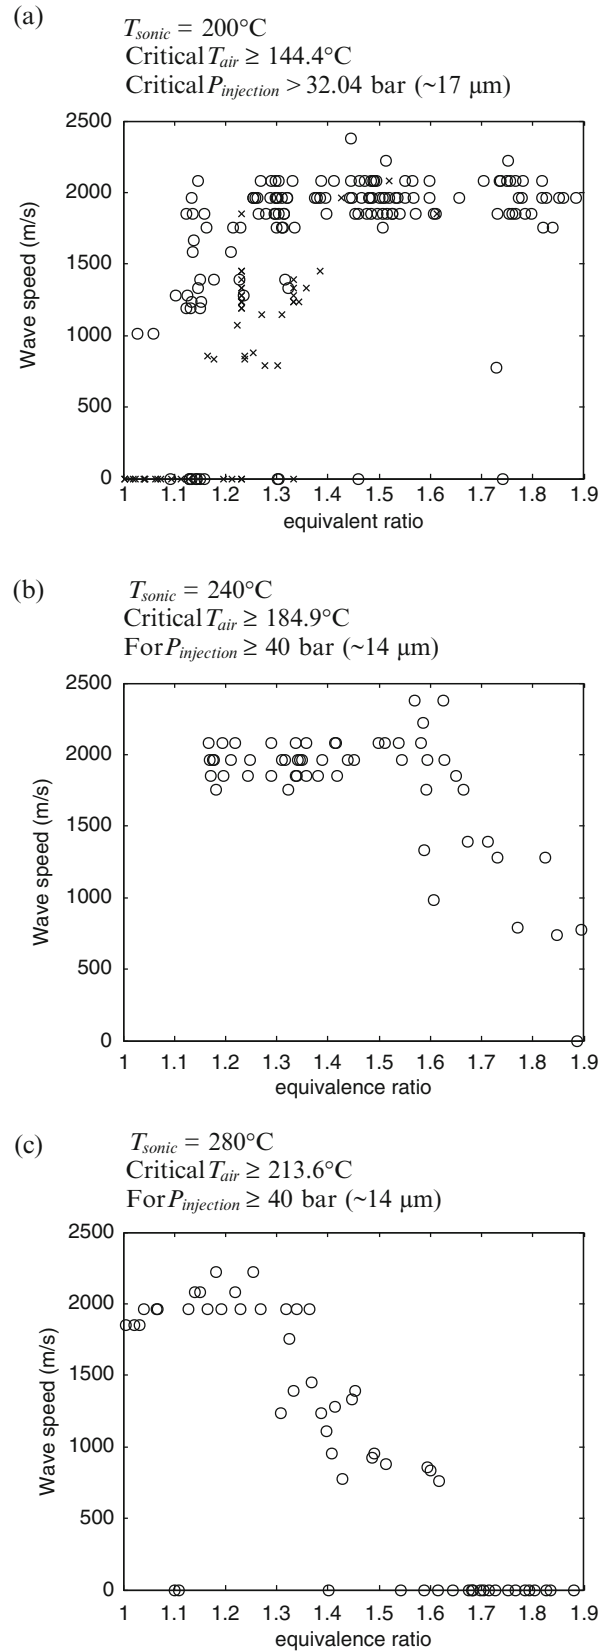 (a)
T_sonic = 200°C
Critical T_air ≥ 144.4°C
Critical P_injection > 32.04 bar (~17 μm)
2500
2000
1500
1000
500
0
Wave speed (m/s)
1 1.1 1.2 1.3 1.4 1.5 1.6 1.7 1.8 1.9
equivalent ratio
(b)
T_sonic = 240°C
Critical T_air ≥ 184.9°C
For P_injection ≥ 40 bar (~14 μm)
2500
2000
1500
1000
500
0
Wave speed (m/s)
1 1.1 1.2 1.3 1.4 1.5 1.6 1.7 1.8 1.9
equivalence ratio
(c)
T_sonic = 280°C
Critical T_air ≥ 213.6°C
For P_injection ≥ 40 bar (~14 μm)
2500
2000
1500
1000
500
0
Wave speed (m/s)
1 1.1 1.2 1.3 1.4 1.5 1.6 1.7 1.8 1.9
equivalence ratio